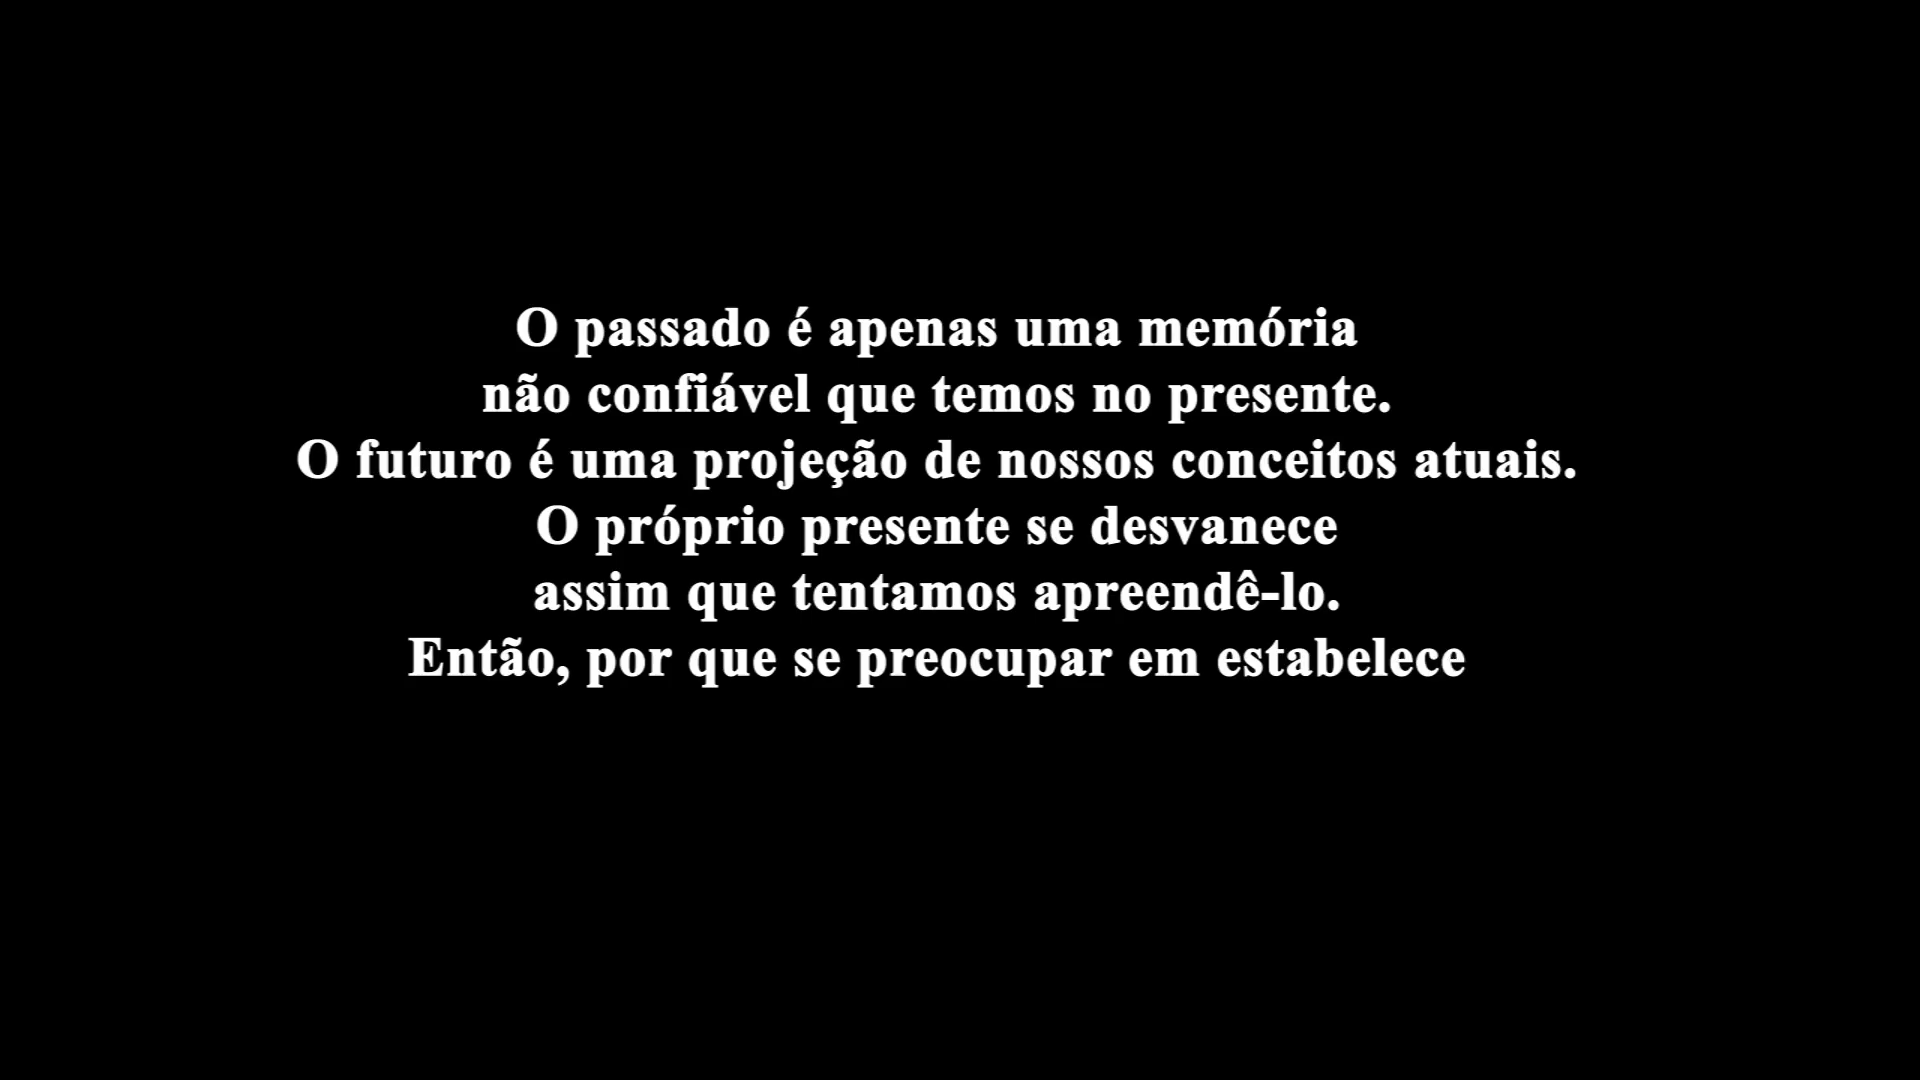 O passado é apenas uma memória
não confiável que temos no presente.
O futuro é uma projeção de nossos conceitos atuais.
O próprio presente se desvanece
assim que tentamos apreendê-lo.
Então, por que se preocupar em estabelece